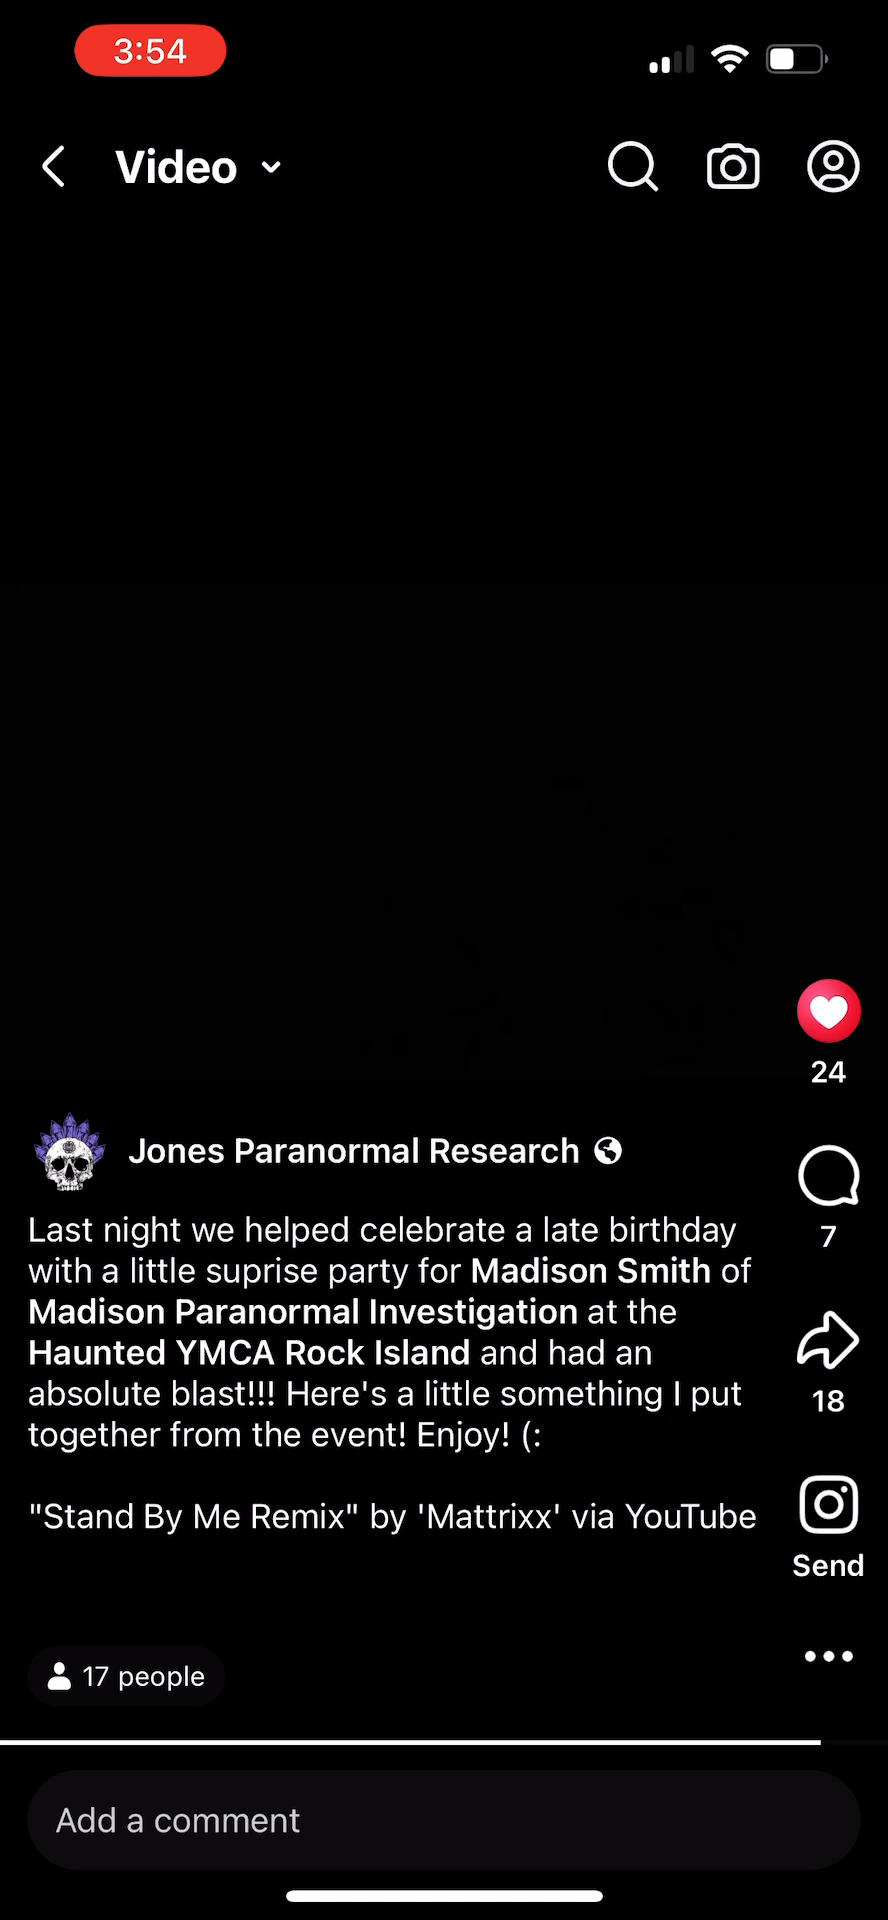 3:54
Video
24
Jones Paranormal Research
7
Last night we helped celebrate a late birthday
with a little suprise party for Madison Smith of
Madison Paranormal Investigation at the
Haunted YMCA Rock Island and had an
absolute blast!!! Here's a little something I put
together from the event! Enjoy! (:
18
"Stand By Me Remix" by 'Mattrixx' via YouTube
Send
17 people
Add a comment